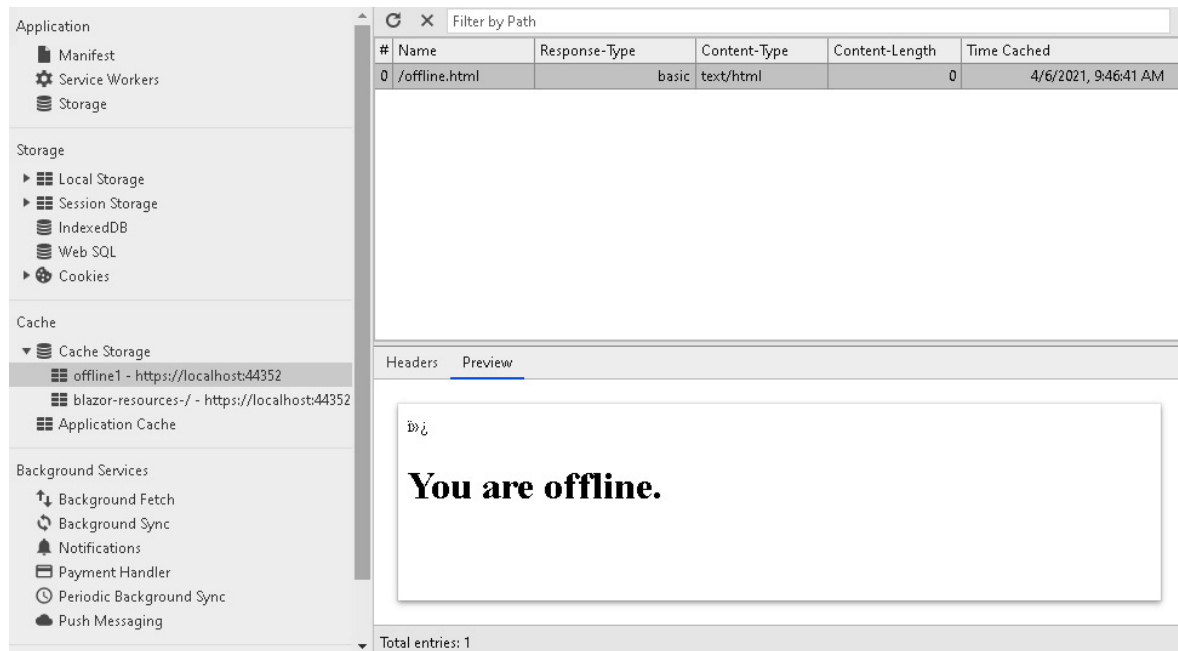 Application
Manifest
Service Workers
Storage
Storage
Local Storage
Session Storage
IndexedDB
Web SQL
Cookies
Cache
Cache Storage
offline1 - https://localhost:44352
blazor-resources-/ - https://localhost:44352
Application Cache
Background Services
Background Fetch
Background Sync
Notifications
Payment Handler
Periodic Background Sync
Push Messaging
Filter by Path
# Name Response-Type Content-Type Content-Length Time Cached
0 /offline.html basic text/html 0 4/6/2021, 9:46:41 AM
Headers Preview
ï»¿
You are offline.
Total entries: 1